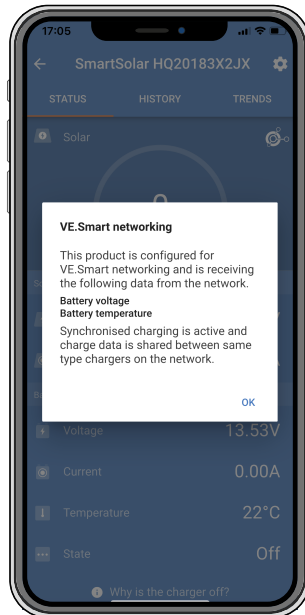 17:05
SmartSolar HQ20183X2JX
STATUS HISTORY TRENDS
Solar
VE.Smart networking
This product is configured for
VE.Smart networking and is receiving
the following data from the network.
Battery voltage
Battery temperature
Synchronised charging is active and
charge data is shared between same
type chargers on the network.
OK
Voltage 13.53V
Current 0.00A
Temperature 22°C
State Off
Why is the charger off?